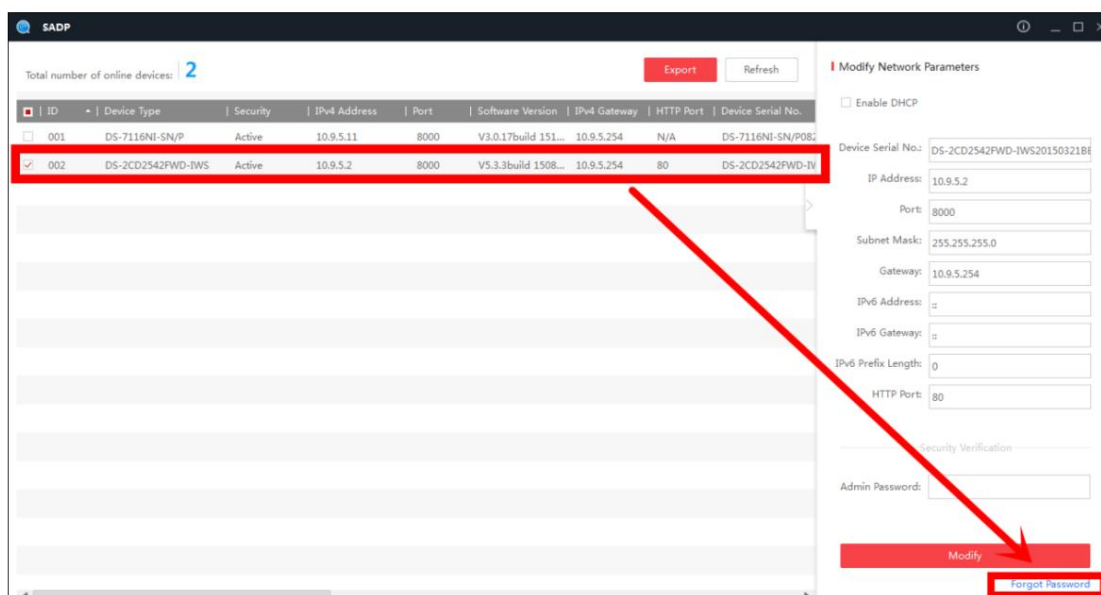 SADP
Total number of online devices: 2
Export
Refresh
ID | Device Type | Security | IPv4 Address | Port | Software Version | IPv4 Gateway | HTTP Port | Device Serial No.
001 DS-7116NI-SN/P Active 10.9.5.11 8000 V3.0.17build 151... 10.9.5.254 N/A DS-7116NI-SN/P082
002 DS-2CD2542FWD-IWS Active 10.9.5.2 8000 V5.3.3build 1508... 10.9.5.254 80 DS-2CD2542FWD-IV
Modify Network Parameters
Enable DHCP
Device Serial No.: DS-2CD2542FWD-IWS20150321BE
IP Address: 10.9.5.2
Port: 8000
Subnet Mask: 255.255.255.0
Gateway: 10.9.5.254
IPv6 Address: ::
IPv6 Gateway: ::
IPv6 Prefix Length: 0
HTTP Port: 80
Security Verification
Admin Password:
Modify
Forgot Password